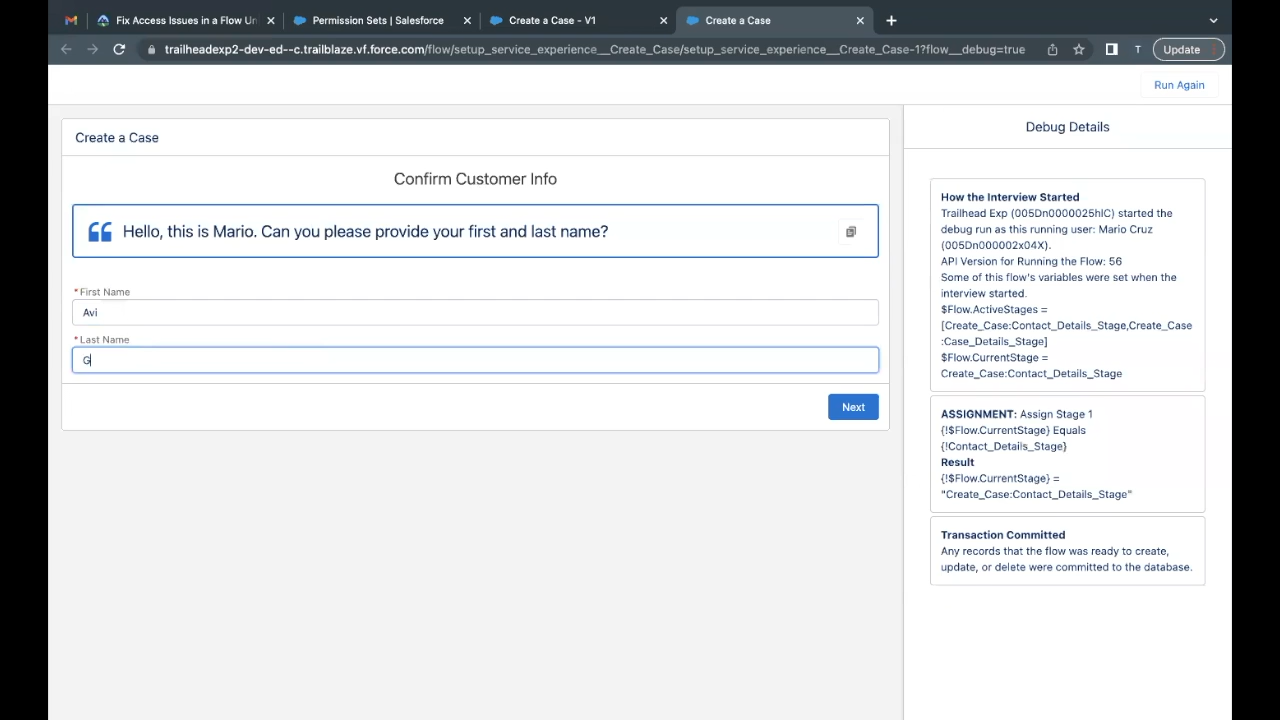 Fix Access Issues in a Flow Un
Permission Sets | Salesforce
Create a Case - V1
Create a Case
trailheadexp2-dev-ed--c.trailblaze.vf.force.com/flow/setup_service_experience__Create_Case/setup_service_experience__Create_Case-1?flow__debug=true
T
Update
Run Again
Create a Case
Confirm Customer Info
Hello, this is Mario. Can you please provide your first and last name?
* First Name
Avi
* Last Name
G
Next
Debug Details
How the Interview Started
Trailhead Exp (005Dn0000025hIC) started the
debug run as this running user: Mario Cruz
(005Dn000002x04X).
API Version for Running the Flow: 56
Some of this flow's variables were set when the
interview started.
$Flow.ActiveStages =
[Create_Case:Contact_Details_Stage,Create_Case
:Case_Details_Stage]
$Flow.CurrentStage =
Create_Case:Contact_Details_Stage
ASSIGNMENT: Assign Stage 1
{!$Flow.CurrentStage} Equals
{!Contact_Details_Stage}
Result
{!$Flow.CurrentStage} =
"Create_Case:Contact_Details_Stage"
Transaction Committed
Any records that the flow was ready to create,
update, or delete were committed to the database.